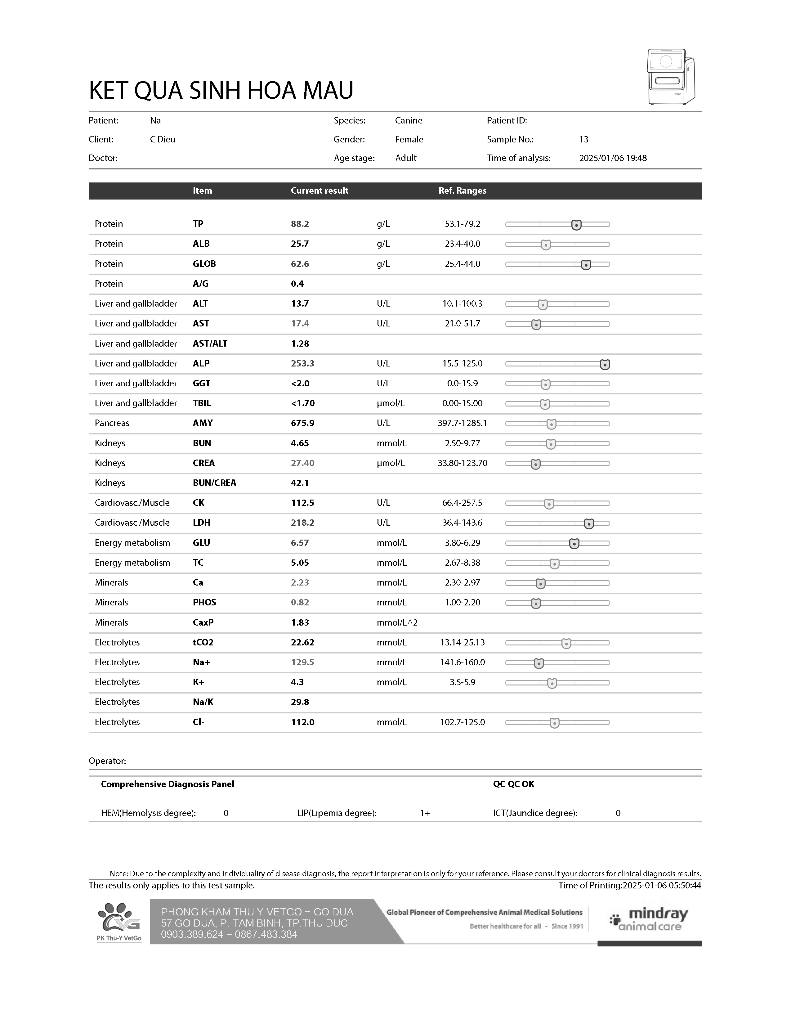 KET QUA SINH HOA MAU
Patient: Na Species: Canine Patient ID:
Client: C Dieu Gender: Female Sample No.: 13
Doctor: Age stage: Adult Time of analysis: 2025/01/06 19:48
Item Current result Ref. Ranges
Protein TP 88.2 g/L 53.1-79.2
Protein ALB 25.7 g/L 23.4-40.0
Protein GLOB 62.6 g/L 25.4-44.0
Protein A/G 0.4
Liver and gallbladder ALT 13.7 U/L 10.1-100.3
Liver and gallbladder AST 17.4 U/L 21.0-51.7
Liver and gallbladder AST/ALT 1.28
Liver and gallbladder ALP 253.3 U/L 15.5-125.0
Liver and gallbladder GGT <2.0 U/L 0.0-15.9
Liver and gallbladder TBIL <1.70 µmol/L 0.00-15.00
Pancreas AMY 675.9 U/L 397.7-1285.1
Kidneys BUN 4.65 mmol/L 2.50-9.77
Kidneys CREA 27.40 µmol/L 33.80-123.70
Kidneys BUN/CREA 42.1
Cardiovasc./Muscle CK 112.5 U/L 66.4-257.5
Cardiovasc./Muscle LDH 218.2 U/L 36.4-143.6
Energy metabolism GLU 6.57 mmol/L 3.80-6.29
Energy metabolism TC 5.05 mmol/L 2.67-8.38
Minerals Ca 2.23 mmol/L 2.30-2.97
Minerals PHOS 0.82 mmol/L 1.00-2.20
Minerals CaxP 1.83 mmol/L^2
Electrolytes tCO2 22.62 mmol/L 13.14-25.13
Electrolytes Na+ 129.5 mmol/L 141.6-160.0
Electrolytes K+ 4.3 mmol/L 3.5-5.9
Electrolytes Na/K 29.8
Electrolytes Cl- 112.0 mmol/L 102.7-125.0
Operator:
Comprehensive Diagnosis Panel QC QC OK
HEM(Hemolysis degree): 0 LIP(Lipemia degree): 1+ ICT(Jaundice degree): 0
Note: Due to the complexity and individuality of disease diagnosis, the report interpretation is only for your reference. Please consult your doctors for clinical diagnosis results.
The results only applies to this test sample. Time of Printing:2025-01-06 05:50:44
PK Thu-Y VetGo
PHONG KHAM THU Y VETGO - GO DUA
57 GO DUA, P. TAM BINH, TP.THU DUC
0903.389.624 - 0867.483.384
Global Pioneer of Comprehensive Animal Medical Solutions
Better healthcare for all - Since 1991
mindray
animal care